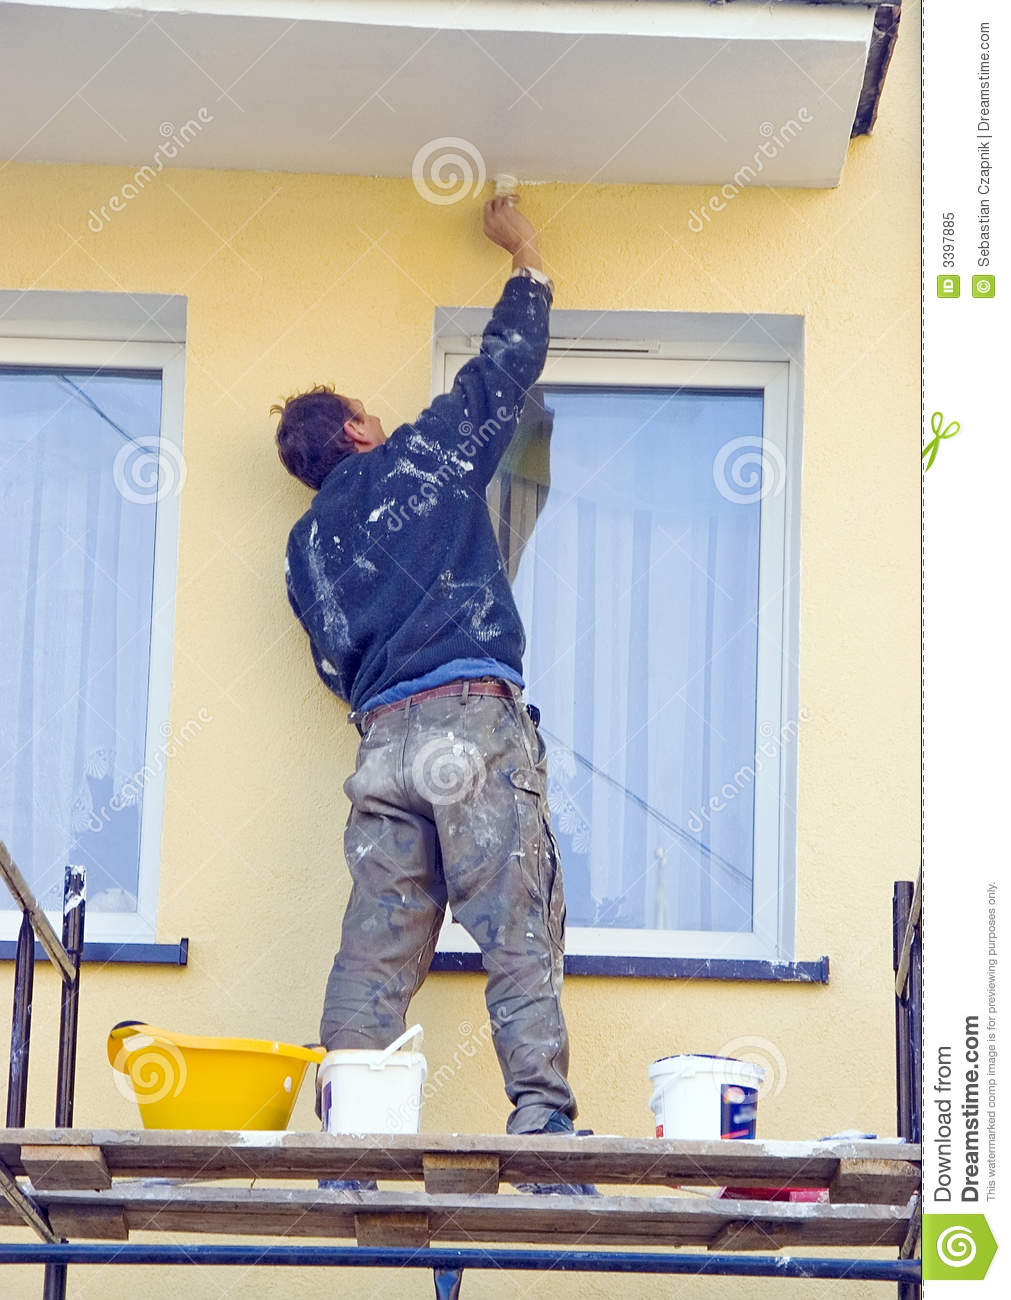 dreamstime
dreamstime
dreamstime
dreamstime
dreamstime
dreamstime
Download from
Dreamstime.com
This watermarked comp image is for previewing purposes only.
ID 3397885
© Sebastian Czapnik | Dreamstime.com